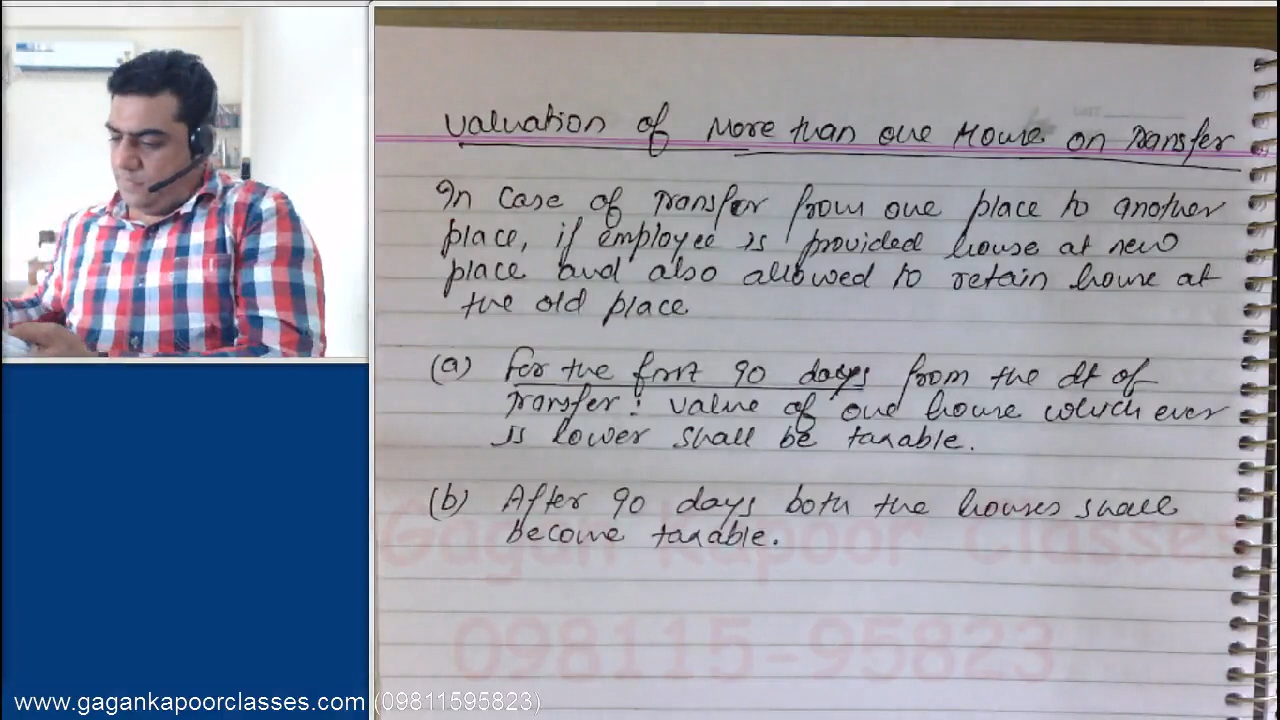 Valuation of More than one House on Transfer
In case of Transfer from one place to another
place, if employee is provided house at new
place and also allowed to retain house at
the old place
(a) For the first 90 days from the dt of
Transfer: value of one house which ever
is lower shall be taxable.
(b) After 90 days both the houses shall
become taxable.
Gagan Kapoor Classes
098115-95823
www.gagankapoorclasses.com (09811595823)